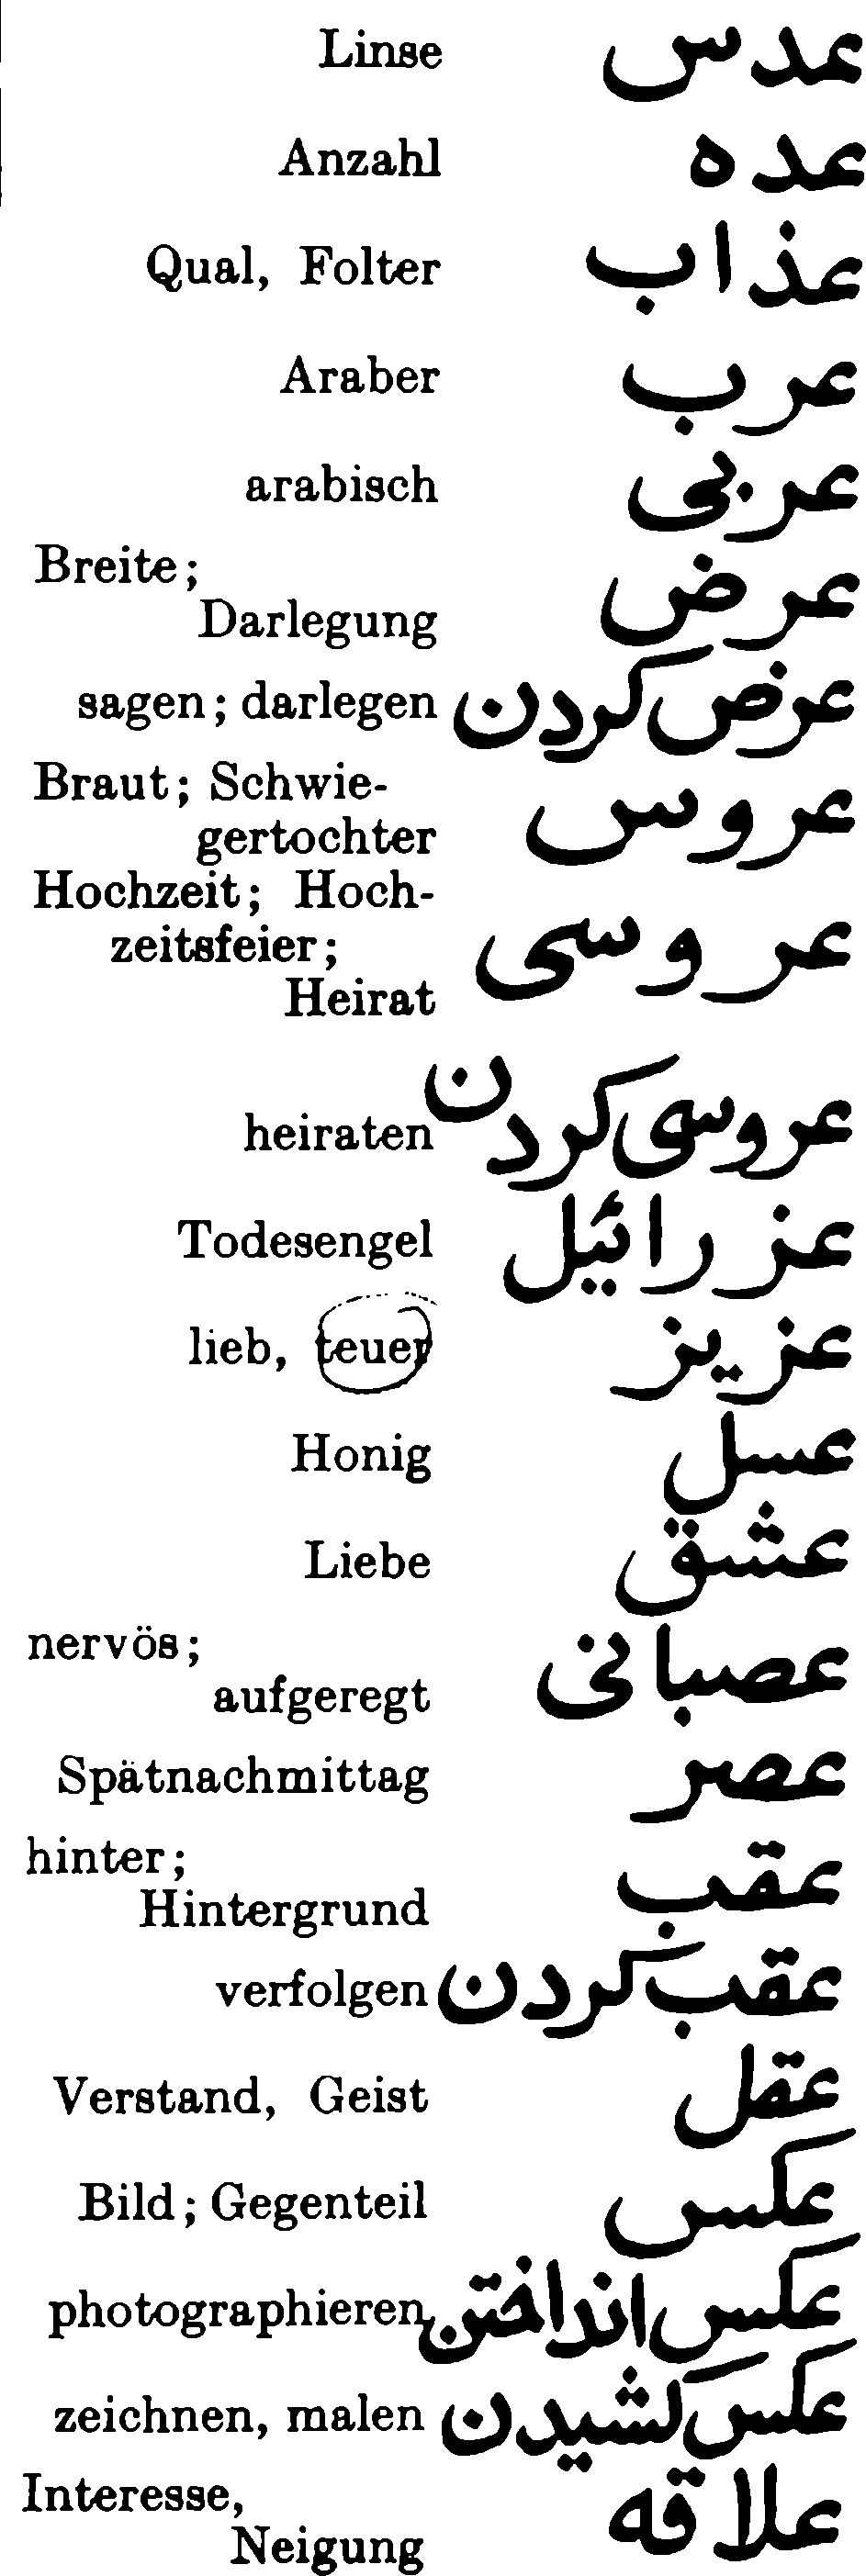 Linse عدس
Anzahl عده
Qual, Folter عذاب
Araber عرب
arabisch عربی
Breite;
Darlegung عرض
sagen; darlegen عرض کردن
Braut; Schwie-
gertochter عروس
Hochzeit; Hoch-
zeitsfeier; عروسی
Heirat
heiraten عروسی کردن
Todesengel عزرائیل
lieb, teuer عزیز
Honig عسل
Liebe عشق
nervös;
aufgeregt عصبانی
Spätnachmittag عصر
hinter;
Hintergrund عقب
verfolgen عقب کردن
Verstand, Geist عقل
Bild; Gegenteil عکس
photographieren عکس انداختن
zeichnen, malen عکس کشیدن
Interesse,
Neigung علاقه